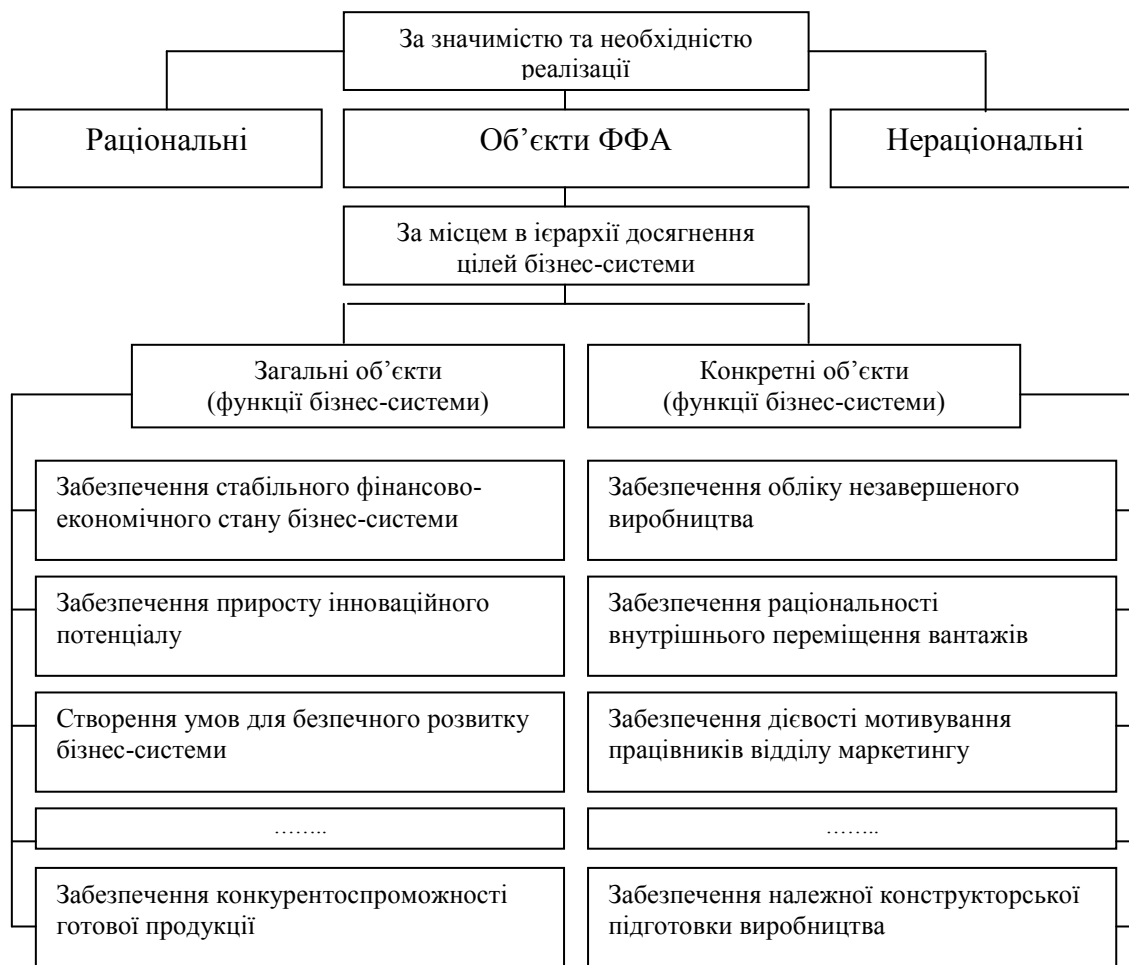 За значимістю та необхідністю
реалізації
Раціональні
Об’єкти ФФА
Нераціональні
За місцем в ієрархії досягнення
цілей бізнес-системи
Загальні об’єкти
(функції бізнес-системи)
Конкретні об’єкти
(функції бізнес-системи)
Забезпечення стабільного фінансово-
економічного стану бізнес-системи
Забезпечення обліку незавершеного
виробництва
Забезпечення приросту інноваційного
потенціалу
Забезпечення раціональності
внутрішнього переміщення вантажів
Створення умов для безпечного розвитку
бізнес-системи
Забезпечення дієвості мотивування
працівників відділу маркетингу
……..
……..
Забезпечення конкурентоспроможності
готової продукції
Забезпечення належної конструкторської
підготовки виробництва